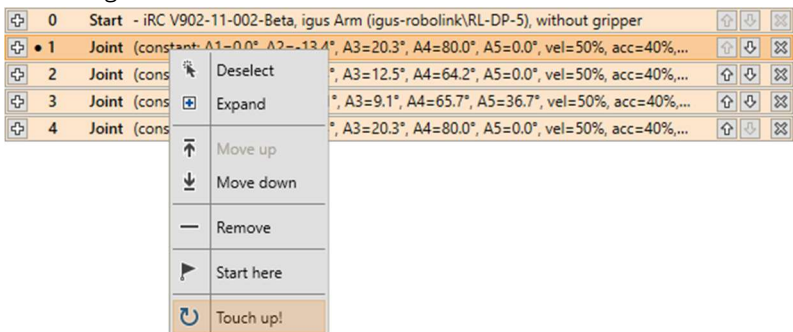 0 Start - iRC V902-11-002-Beta, igus Arm (igus-robolink\RL-DP-5), without gripper
1 Joint (constant: A1=0.0°, A2=-13.4°, A3=20.3°, A4=80.0°, A5=0.0°, vel=50%, acc=40%,...
2 Joint (cons °, A3=12.5°, A4=64.2°, A5=0.0°, vel=50%, acc=40%,...
3 Joint (cons °, A3=9.1°, A4=65.7°, A5=36.7°, vel=50%, acc=40%,...
4 Joint (cons °, A3=20.3°, A4=80.0°, A5=0.0°, vel=50%, acc=40%,...
Deselect
Expand
Move up
Move down
Remove
Start here
Touch up!